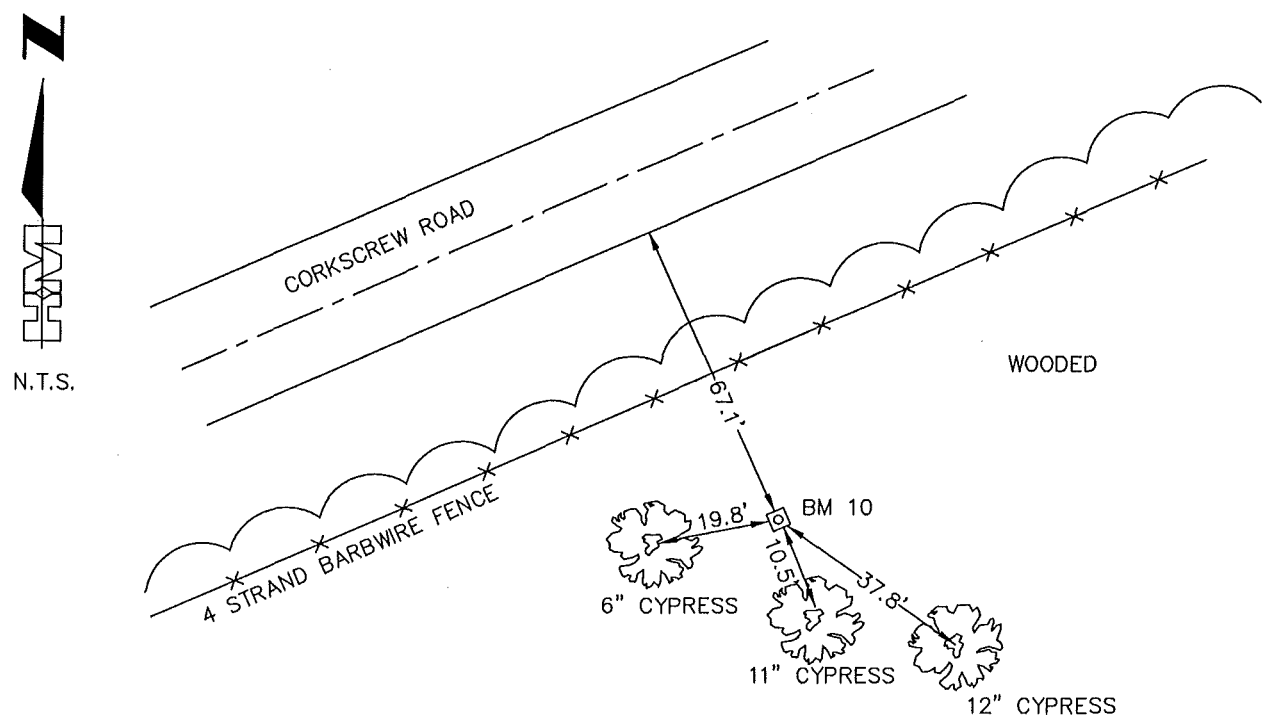 N
N.T.S.
CORKSCREW ROAD
WOODED
67.1'
4 STRAND BARBWIRE FENCE
BM 10
19.8'
10.5'
37.8'
6" CYPRESS
11" CYPRESS
12" CYPRESS